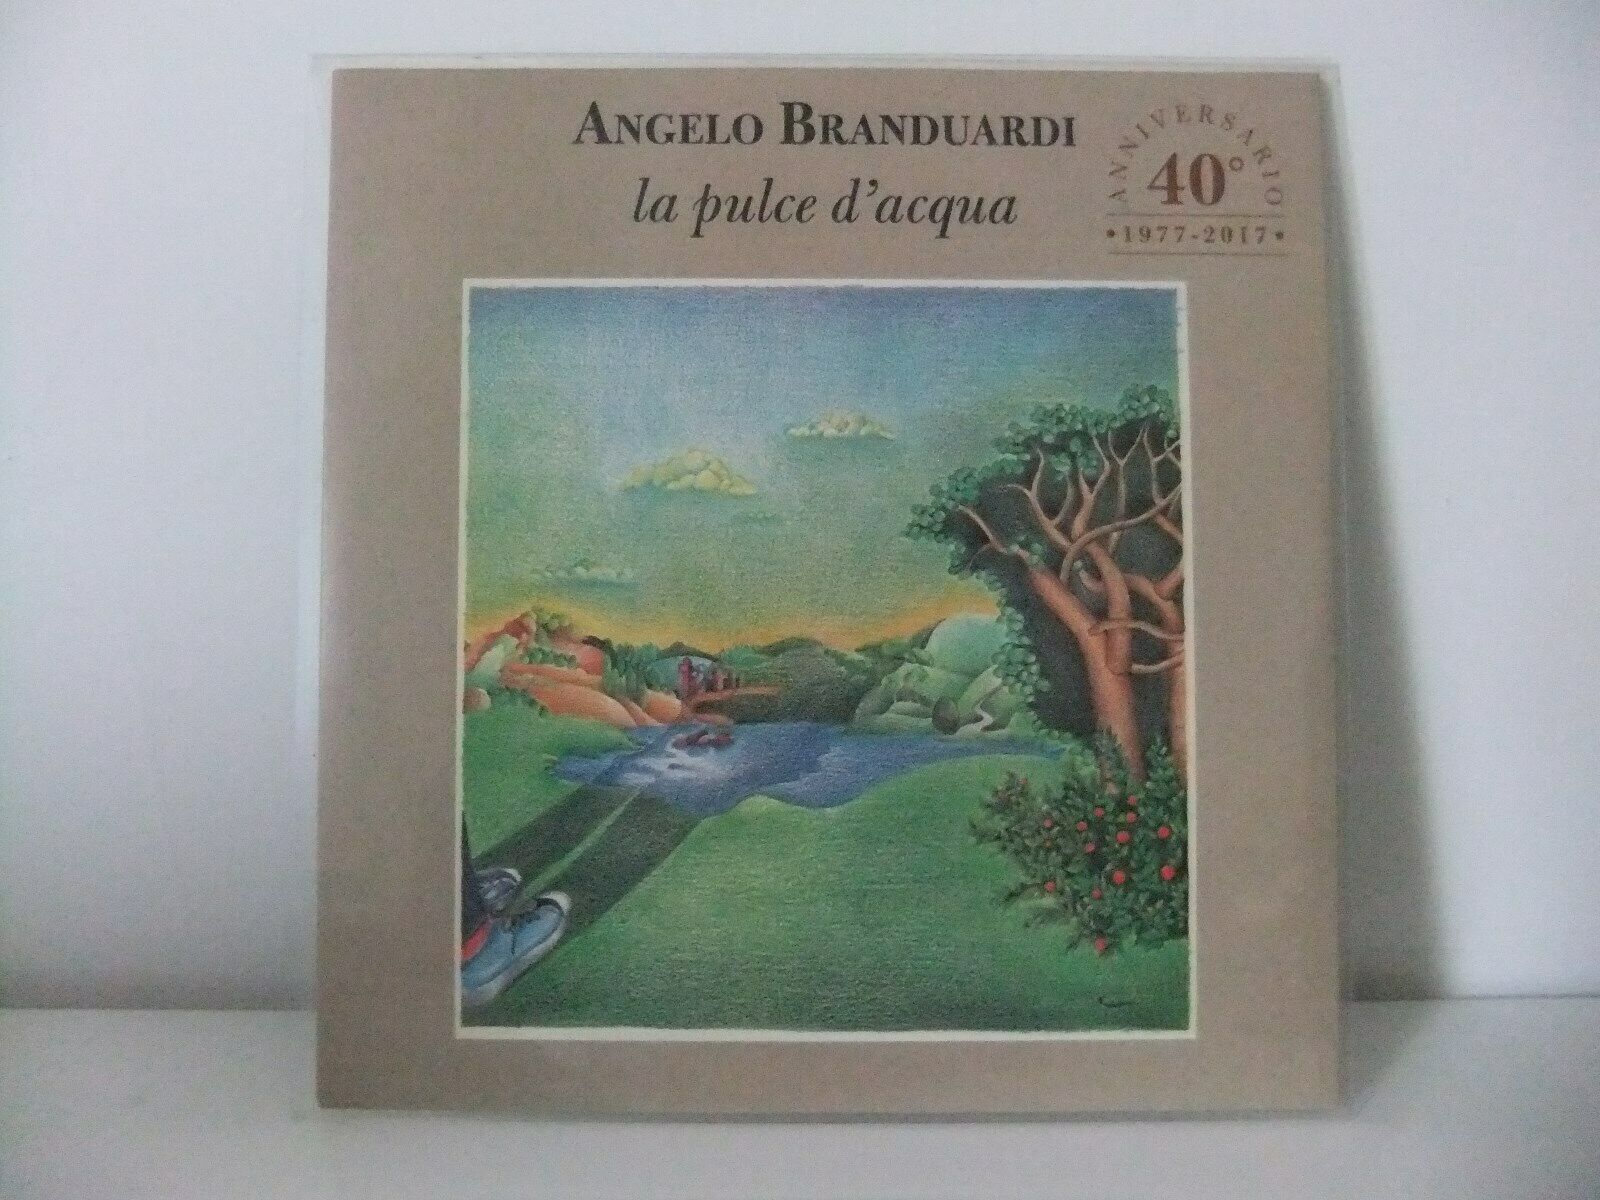 ANGELO BRANDUARDI
la pulce d'acqua
ANNIVERSARIO
40°
•1977-2017•